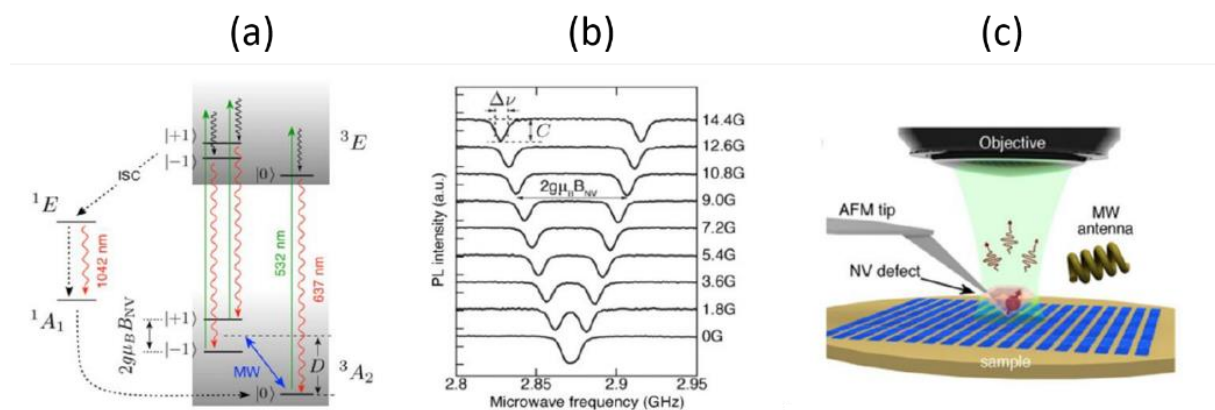 (a)
(b)
(c)
|+1⟩
|−1⟩
|0⟩
³E
ISC
¹E
1042 nm
¹A₁
532 nm
637 nm
|+1⟩
|−1⟩
2gμ_B B_NV
MW
D
|0⟩
³A₂
PL intensity (a.u.)
Δν
C
2gμ_B B_NV
14.4G
12.6G
10.8G
9.0G
7.2G
5.4G
3.6G
1.8G
0G
2.8
2.85
2.9
2.95
Microwave frequency (GHz)
Objective
AFM tip
MW
antenna
NV defect
sample